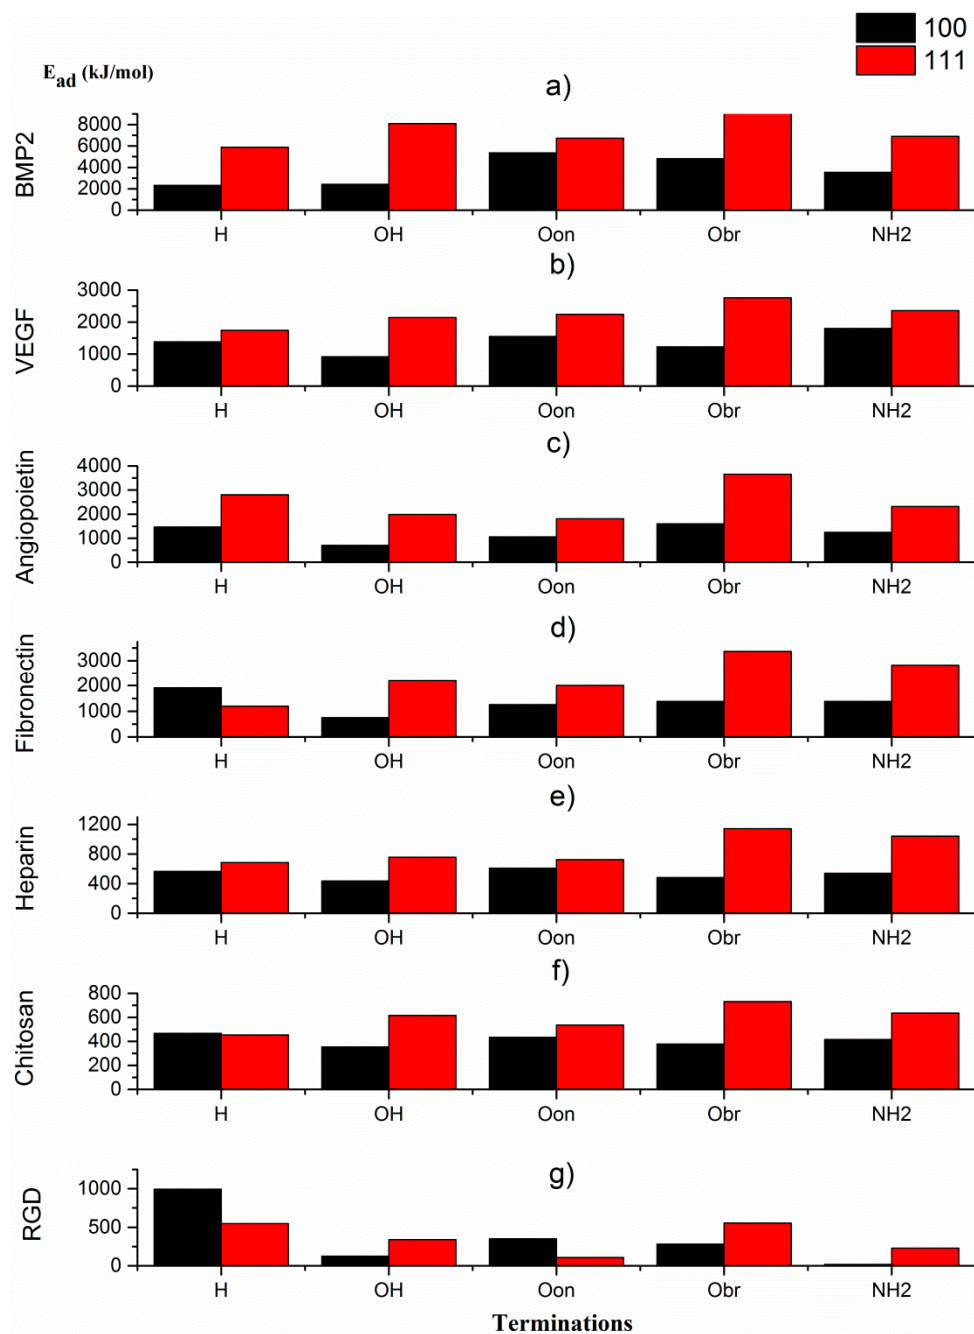 100
111
E_ad (kJ/mol)
a)
BMP2
8000
6000
4000
2000
0
H OH Oon Obr NH2
b)
VEGF
3000
2000
1000
0
H OH Oon Obr NH2
c)
Angiopoietin
4000
3000
2000
1000
0
H OH Oon Obr NH2
d)
Fibronectin
3000
2000
1000
0
H OH Oon Obr NH2
e)
Heparin
1200
800
400
0
H OH Oon Obr NH2
f)
Chitosan
800
600
400
200
0
H OH Oon Obr NH2
g)
RGD
1000
500
0
H OH Oon Obr NH2
Terminations